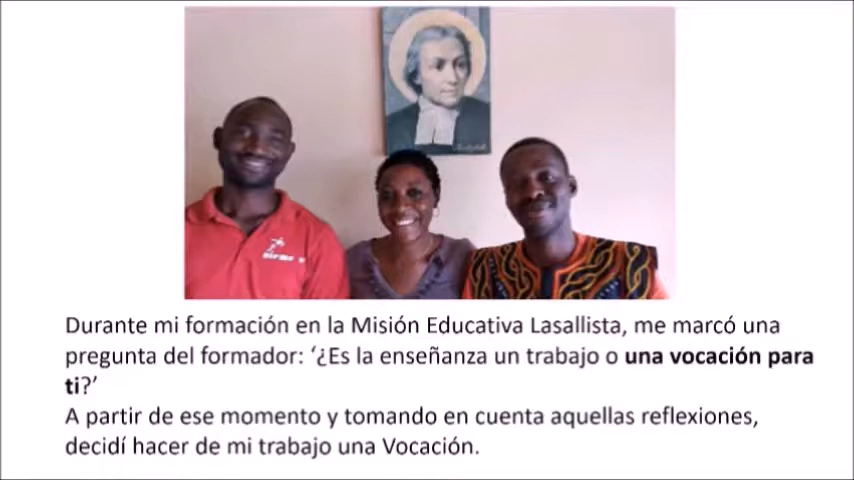 Durante mi formación en la Misión Educativa Lasallista, me marcó una
pregunta del formador: ‘¿Es la enseñanza un trabajo o una vocación para
ti?’
A partir de ese momento y tomando en cuenta aquellas reflexiones,
decidí hacer de mi trabajo una Vocación.